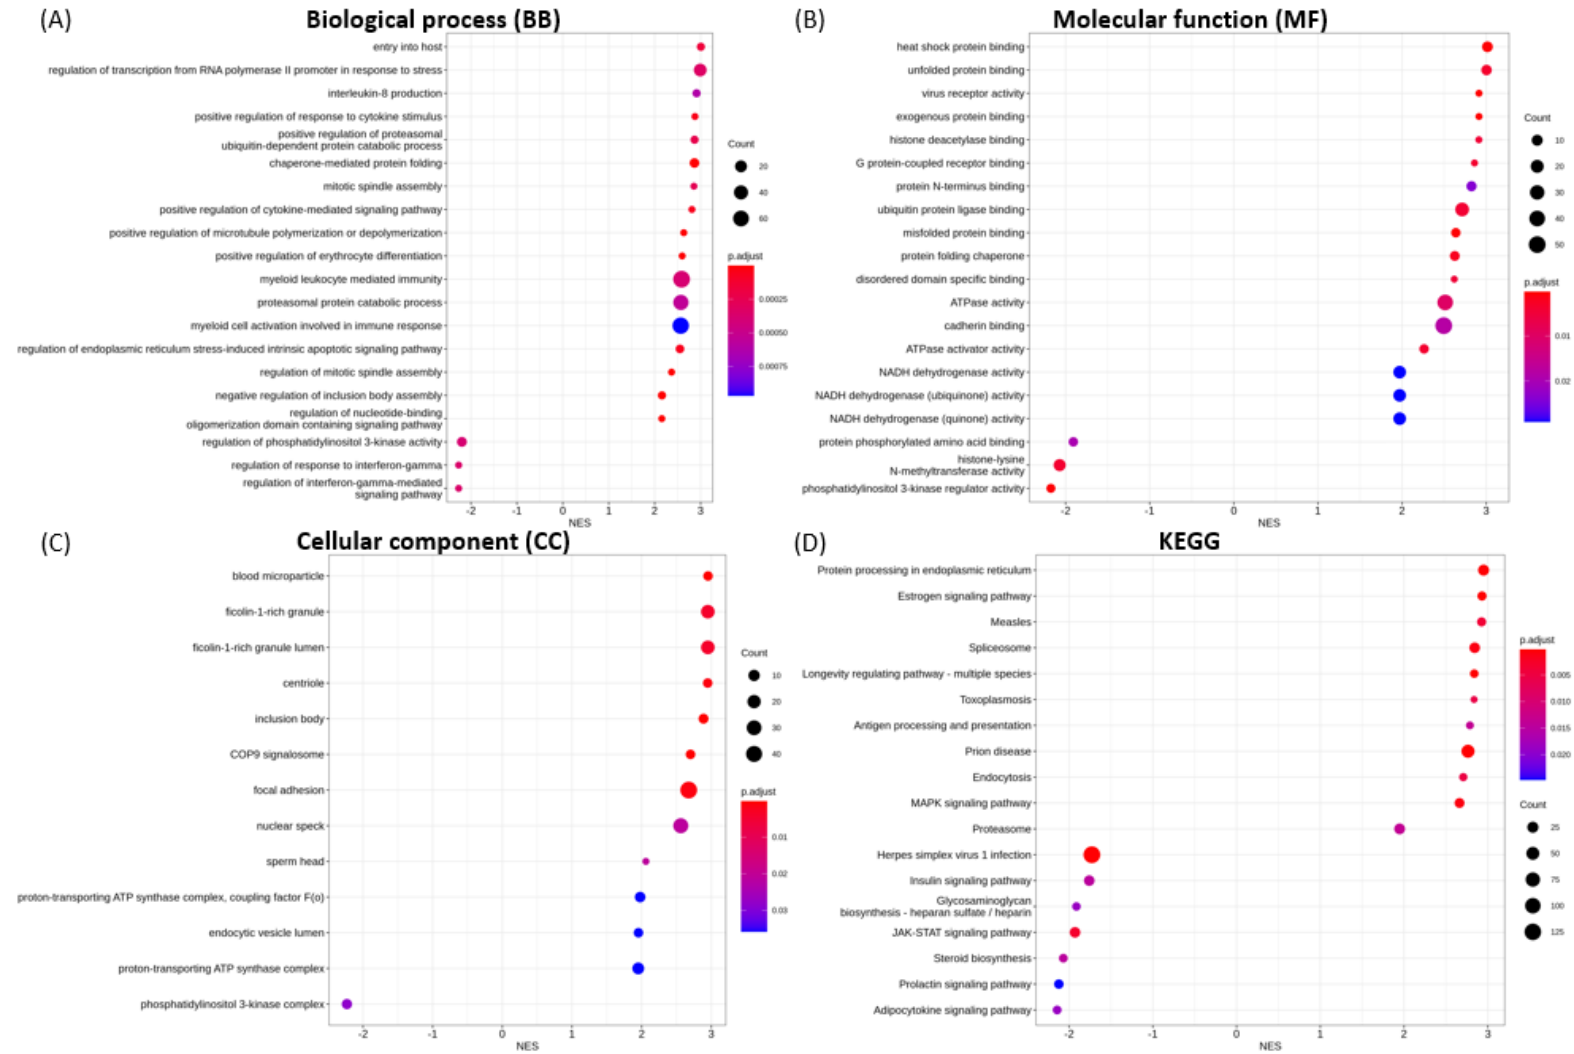 (A)
Biological process (BB)
entry into host
regulation of transcription from RNA polymerase II promoter in response to stress
interleukin-8 production
positive regulation of response to cytokine stimulus
positive regulation of proteasomal
ubiquitin-dependent protein catabolic process
chaperone-mediated protein folding
mitotic spindle assembly
positive regulation of cytokine-mediated signaling pathway
positive regulation of microtubule polymerization or depolymerization
positive regulation of erythrocyte differentiation
myeloid leukocyte mediated immunity
proteasomal protein catabolic process
myeloid cell activation involved in immune response
regulation of endoplasmic reticulum stress-induced intrinsic apoptotic signaling pathway
regulation of mitotic spindle assembly
negative regulation of inclusion body assembly
regulation of nucleotide-binding
oligomerization domain containing signaling pathway
regulation of phosphatidylinositol 3-kinase activity
regulation of response to interferon-gamma
regulation of interferon-gamma-mediated
signaling pathway
-2 -1 0 1 2 3
NES
Count
20
40
60
p.adjust
0.00025
0.00050
0.00075
(B)
Molecular function (MF)
heat shock protein binding
unfolded protein binding
virus receptor activity
exogenous protein binding
histone deacetylase binding
G protein-coupled receptor binding
protein N-terminus binding
ubiquitin protein ligase binding
misfolded protein binding
protein folding chaperone
disordered domain specific binding
ATPase activity
cadherin binding
ATPase activator activity
NADH dehydrogenase activity
NADH dehydrogenase (ubiquinone) activity
NADH dehydrogenase (quinone) activity
protein phosphorylated amino acid binding
histone-lysine
N-methyltransferase activity
phosphatidylinositol 3-kinase regulator activity
-2 -1 0 1 2 3
NES
Count
10
20
30
40
50
p.adjust
0.01
0.02
(C)
Cellular component (CC)
blood microparticle
ficolin-1-rich granule
ficolin-1-rich granule lumen
centriole
inclusion body
COP9 signalosome
focal adhesion
nuclear speck
sperm head
proton-transporting ATP synthase complex, coupling factor F(o)
endocytic vesicle lumen
proton-transporting ATP synthase complex
phosphatidylinositol 3-kinase complex
-2 -1 0 1 2 3
NES
Count
10
20
30
40
p.adjust
0.01
0.02
0.03
(D)
KEGG
Protein processing in endoplasmic reticulum
Estrogen signaling pathway
Measles
Spliceosome
Longevity regulating pathway - multiple species
Toxoplasmosis
Antigen processing and presentation
Prion disease
Endocytosis
MAPK signaling pathway
Proteasome
Herpes simplex virus 1 infection
Insulin signaling pathway
Glycosaminoglycan
biosynthesis - heparan sulfate / heparin
JAK-STAT signaling pathway
Steroid biosynthesis
Prolactin signaling pathway
Adipocytokine signaling pathway
-2 -1 0 1 2 3
NES
p.adjust
0.005
0.010
0.015
0.020
Count
25
50
75
100
125